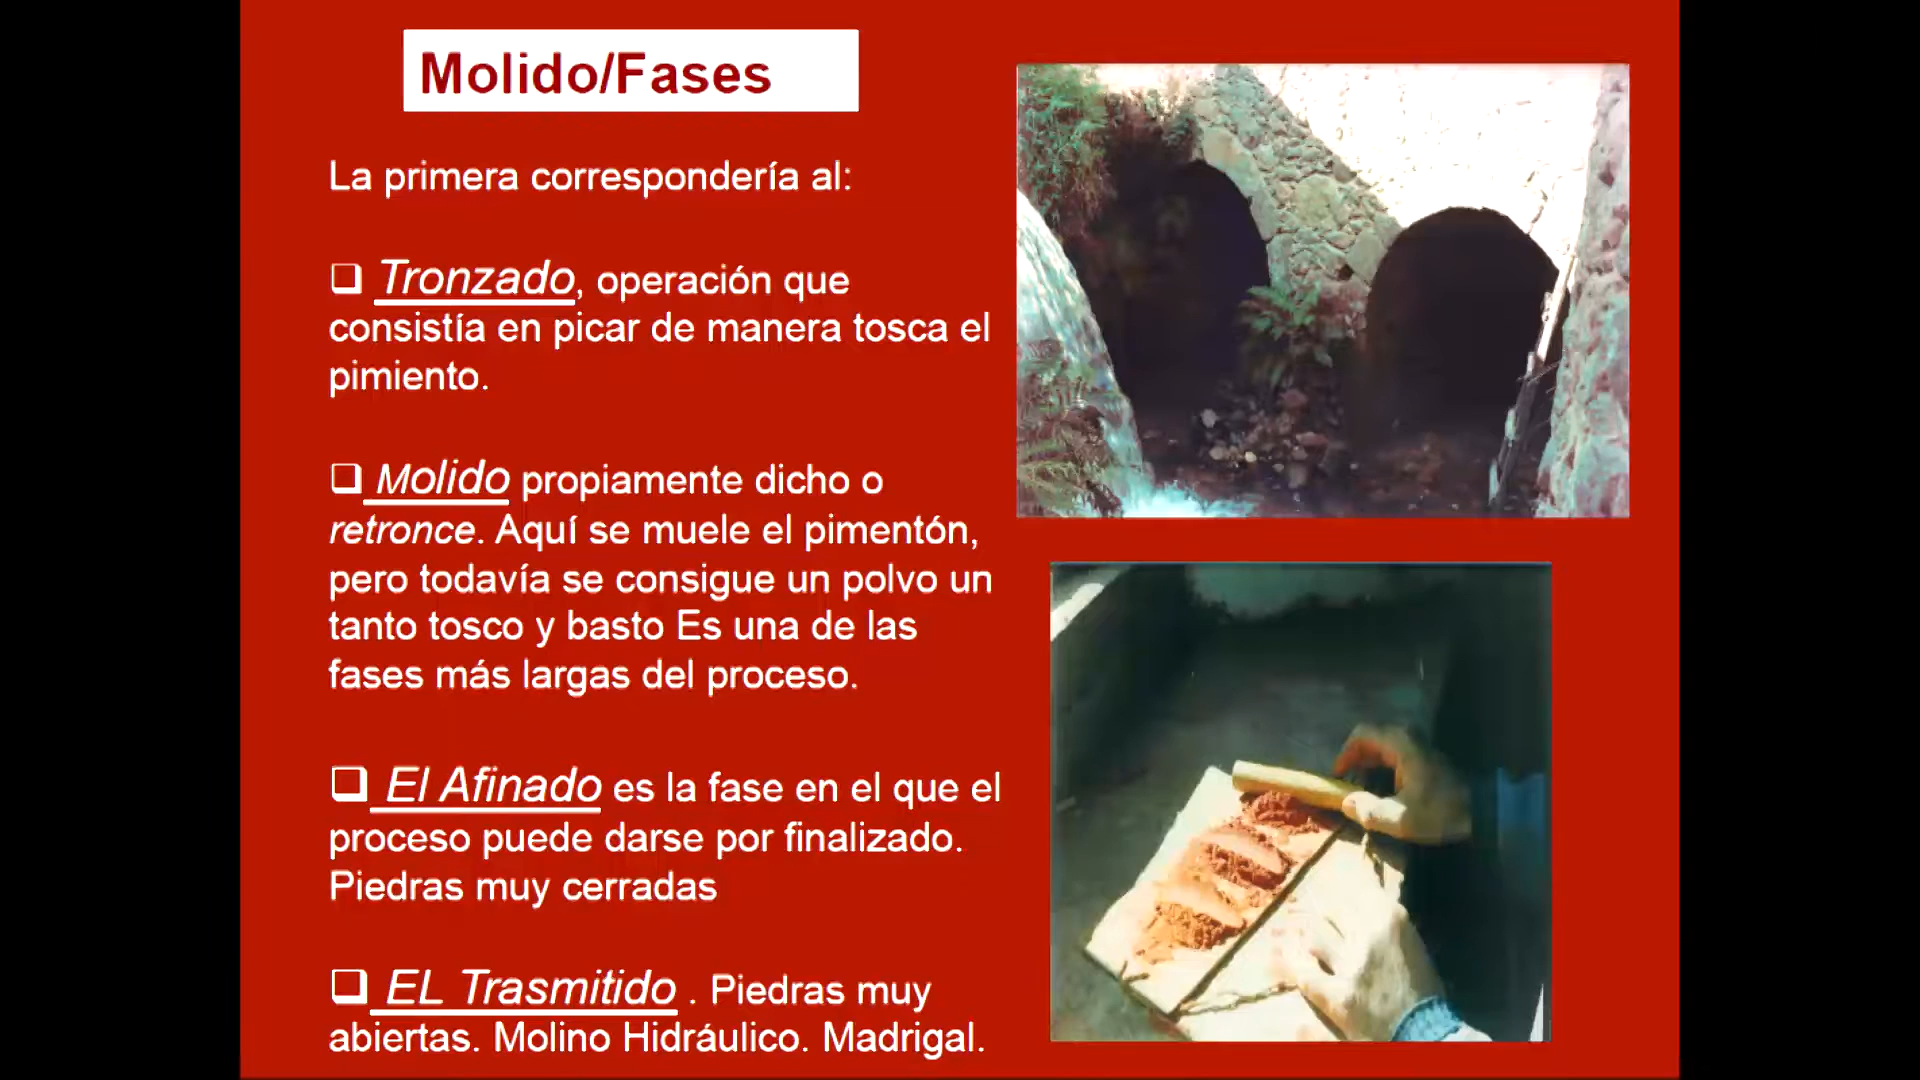 Molido/Fases
La primera correspondería al:
❑ Tronzado, operación que
consistía en picar de manera tosca el
pimiento.
❑ Molido propiamente dicho o
retronce. Aquí se muele el pimentón,
pero todavía se consigue un polvo un
tanto tosco y basto Es una de las
fases más largas del proceso.
❑ El Afinado es la fase en el que el
proceso puede darse por finalizado.
Piedras muy cerradas
❑ EL Trasmitido . Piedras muy
abiertas. Molino Hidráulico. Madrigal.